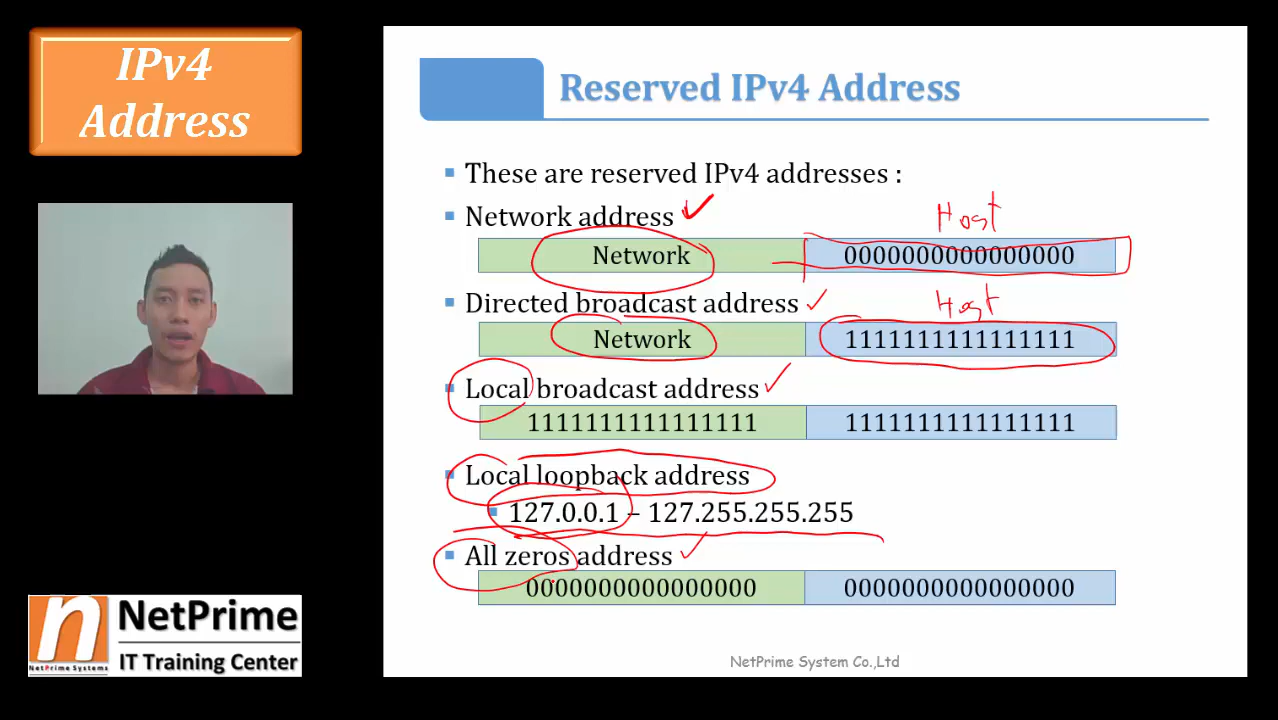 IPv4
Address
Reserved IPv4 Address
These are reserved IPv4 addresses :
Network address
Host
Network 0000000000000000
Directed broadcast address
Host
Network 1111111111111111
Local broadcast address
1111111111111111 1111111111111111
Local loopback address
127.0.0.1 – 127.255.255.255
All zeros address
0000000000000000 0000000000000000
n NetPrime
IT Training Center
NetPrime Systems
NetPrime System Co.,Ltd